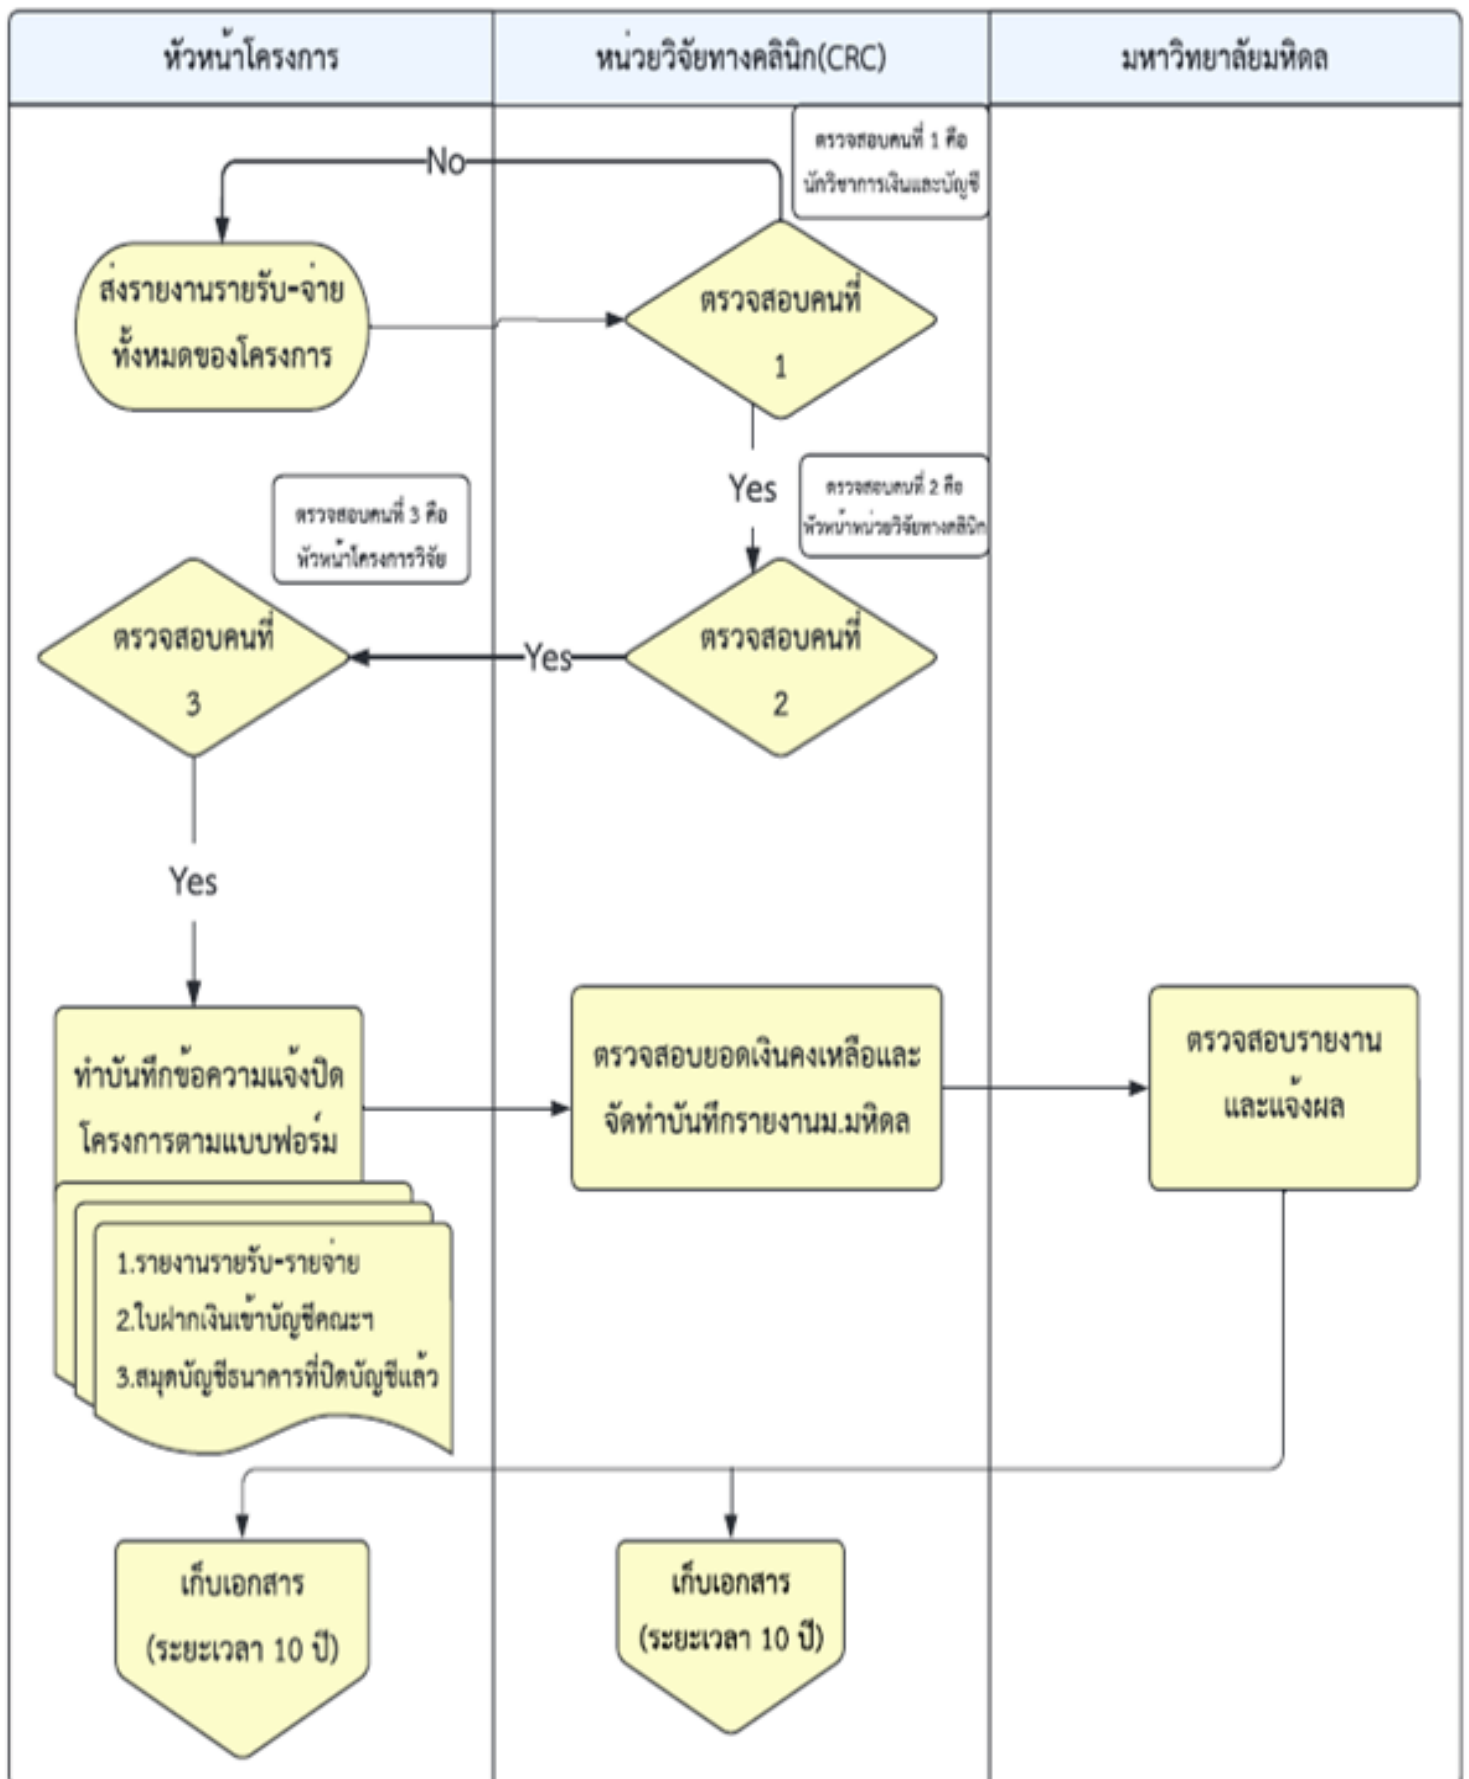 หัวหน้าโครงการ
หน่วยวิจัยทางคลินิก(CRC)
มหาวิทยาลัยมหิดล
ตรวจสอบคนที่ 1 คือ
นักวิชาการเงินและบัญชี
No
ส่งรายงานรายรับ-จ่าย
ทั้งหมดของโครงการ
ตรวจสอบคนที่
1
Yes
ตรวจสอบคนที่ 2 คือ
หัวหน้าหน่วยวิจัยทางคลินิก
ตรวจสอบคนที่ 3 คือ
หัวหน้าโครงการวิจัย
ตรวจสอบคนที่
2
Yes
ตรวจสอบคนที่
3
Yes
ทำบันทึกข้อความแจ้งปิด
โครงการตามแบบฟอร์ม
1.รายงานรายรับ-รายจ่าย
2.ใบฝากเงินเข้าบัญชีคณะฯ
3.สมุดบัญชีธนาคารที่ปิดบัญชีแล้ว
ตรวจสอบยอดเงินคงเหลือและ
จัดทำบันทึกรายงานม.มหิดล
ตรวจสอบรายงาน
และแจ้งผล
เก็บเอกสาร
(ระยะเวลา 10 ปี)
เก็บเอกสาร
(ระยะเวลา 10 ปี)